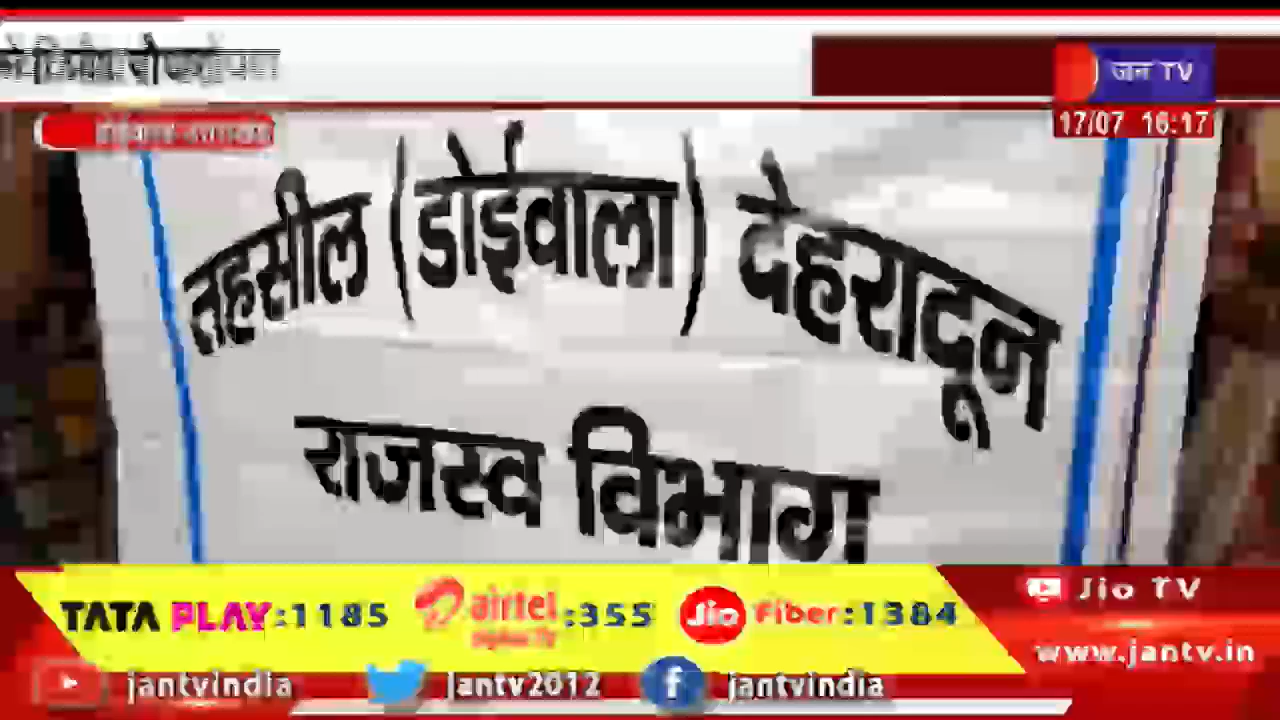 जन TV
17/07 16:17
तहसील (डोईवाला) देहरादून
राजस्व विभाग
TATA PLAY:1185 airtel:355 Jio Fiber:1384
Jio TV
www.jantv.in
jantvindia jantv2012 jantvindia